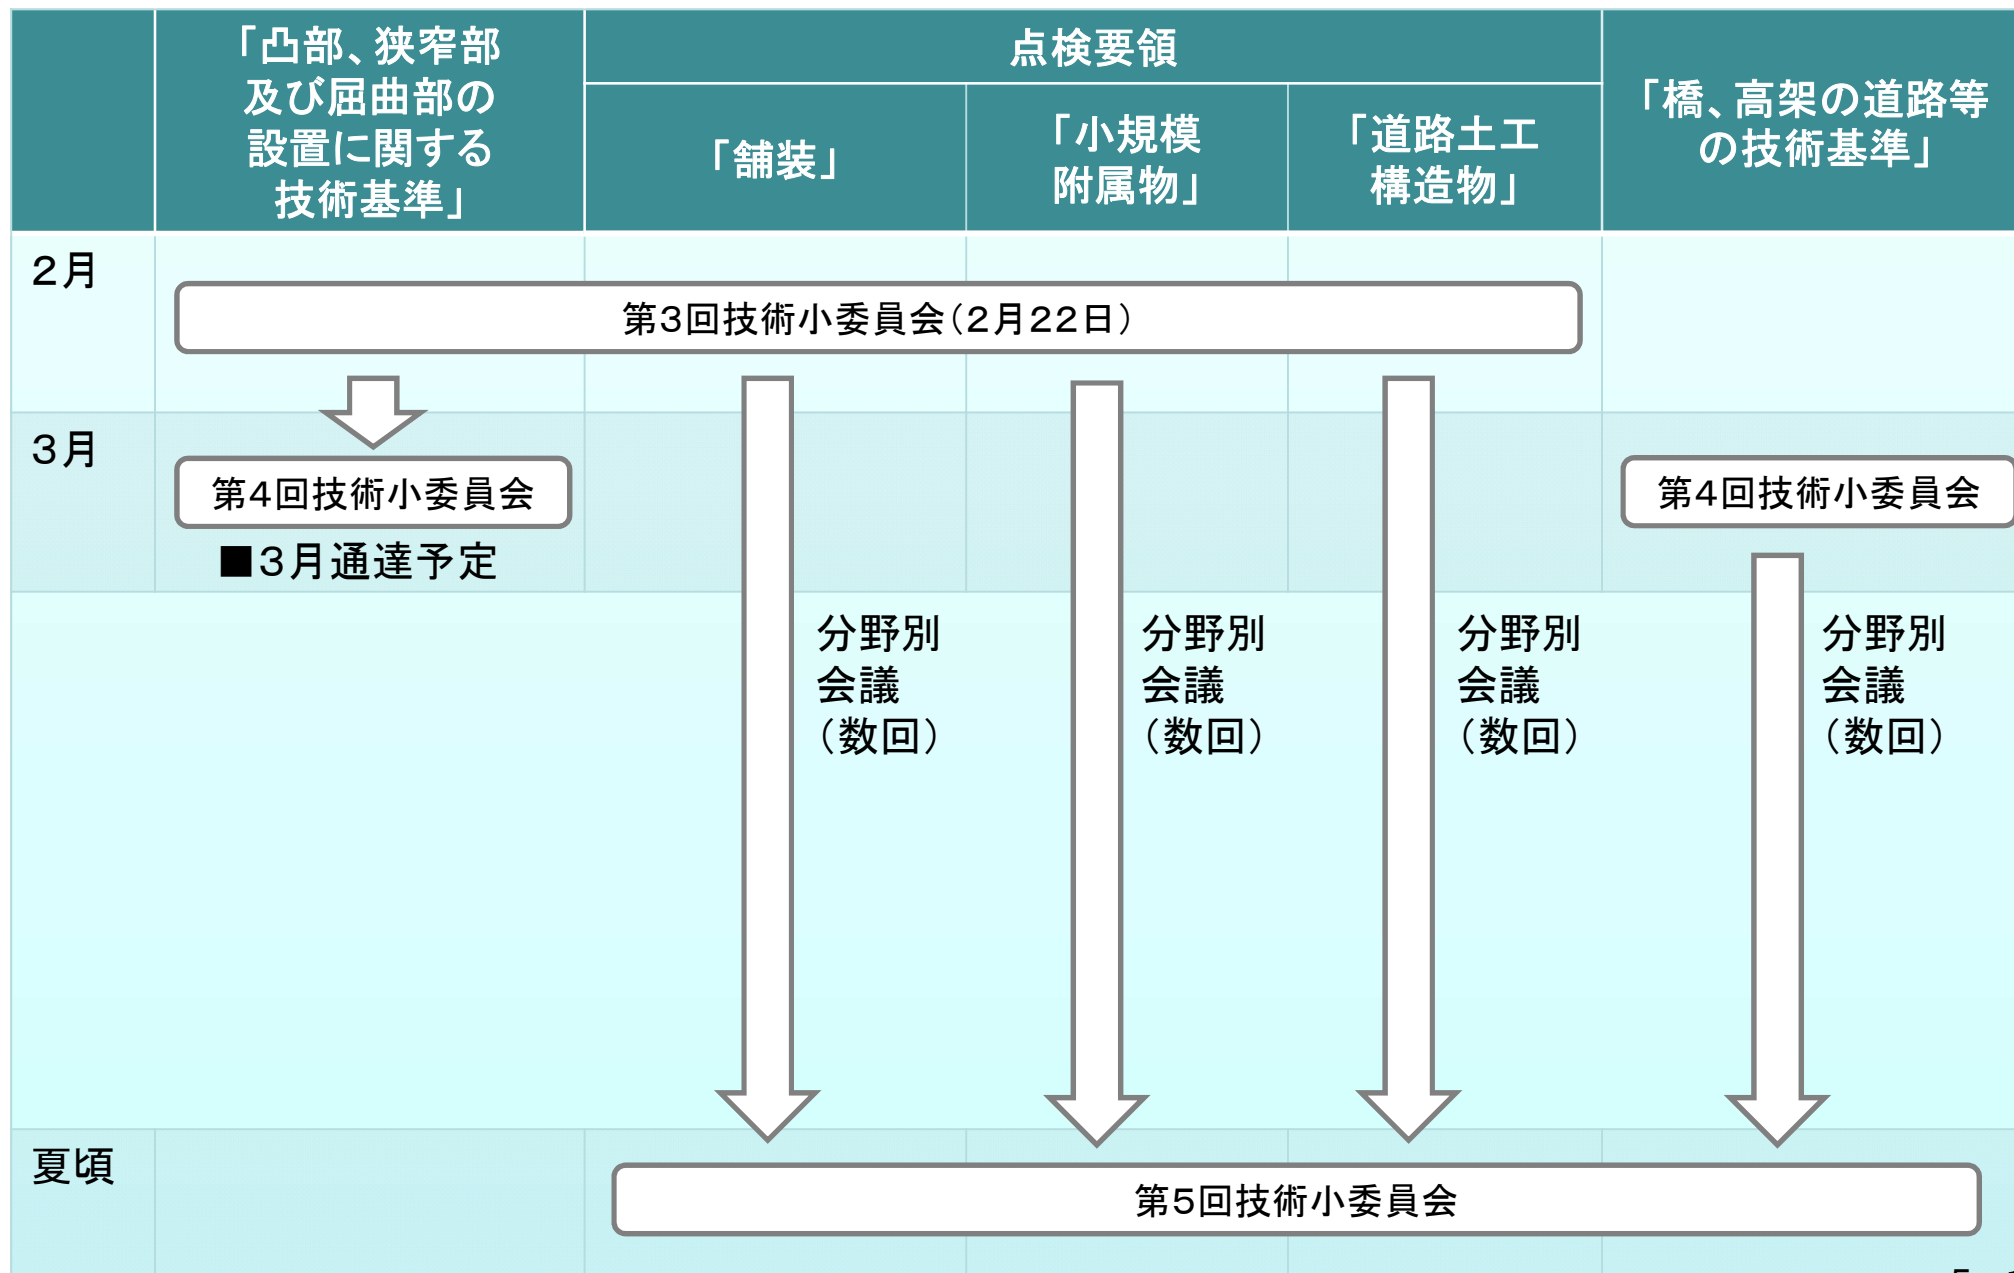 「凸部、狭窄部
及び屈曲部の
設置に関する
技術基準」
点検要領
「舗装」
「小規模
附属物」
「道路土工
構造物」
「橋、高架の道路等
の技術基準」
２月
第3回技術小委員会（２月２２日）
３月
第4回技術小委員会
■３月通達予定
第4回技術小委員会
分野別
会議
（数回）
分野別
会議
（数回）
分野別
会議
（数回）
分野別
会議
（数回）
夏頃
第5回技術小委員会